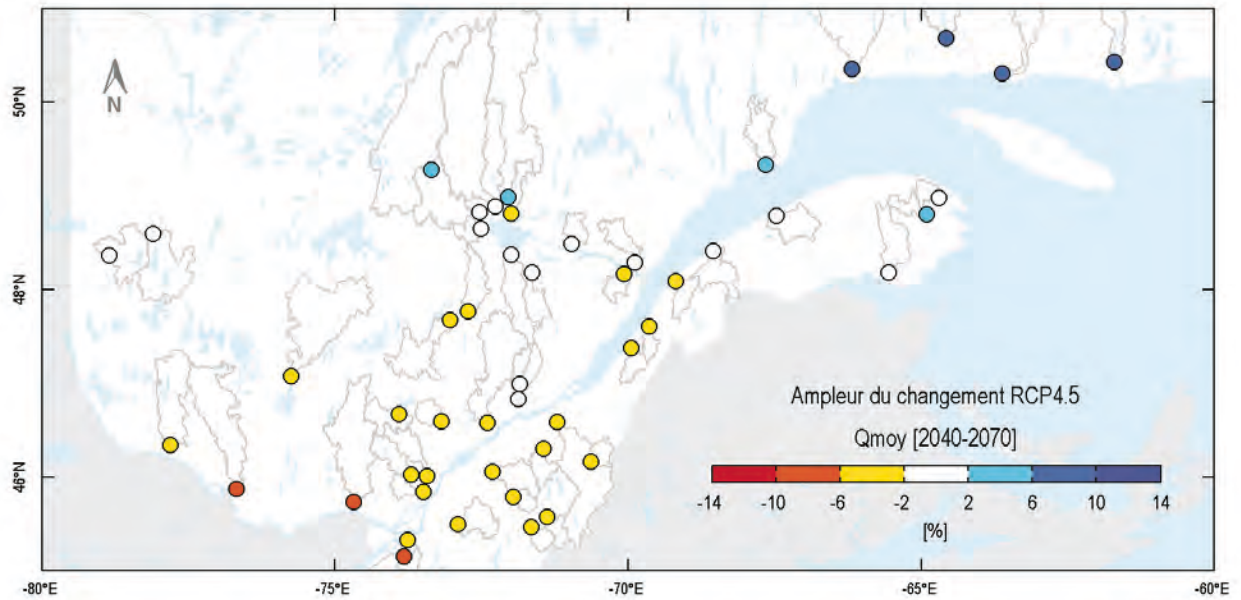 50°N
48°N
46°N
N
Ampleur du changement RCP4.5
Qmoy [2040-2070]
-14 -10 -6 -2 2 6 10 14
[%]
-80°E -75°E -70°E -65°E -60°E